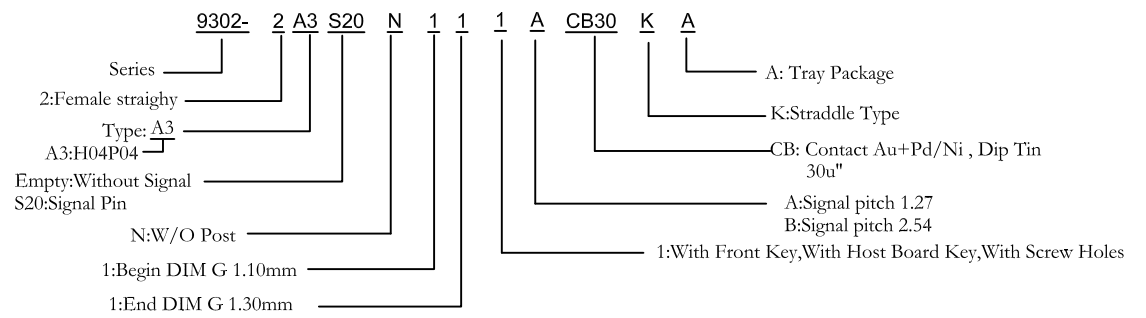 9302- 2 A3 S20 N 1 1 1 A CB30 K A
Series
2:Female straighy
Type: A3
A3:H04P04
Empty:Without Signal
S20:Signal Pin
N:W/O Post
1:Begin DIM G 1.10mm
1:End DIM G 1.30mm
A: Tray Package
K:Straddle Type
CB: Contact Au+Pd/Ni , Dip Tin
30u"
A:Signal pitch 1.27
B:Signal pitch 2.54
1:With Front Key,With Host Board Key,With Screw Holes